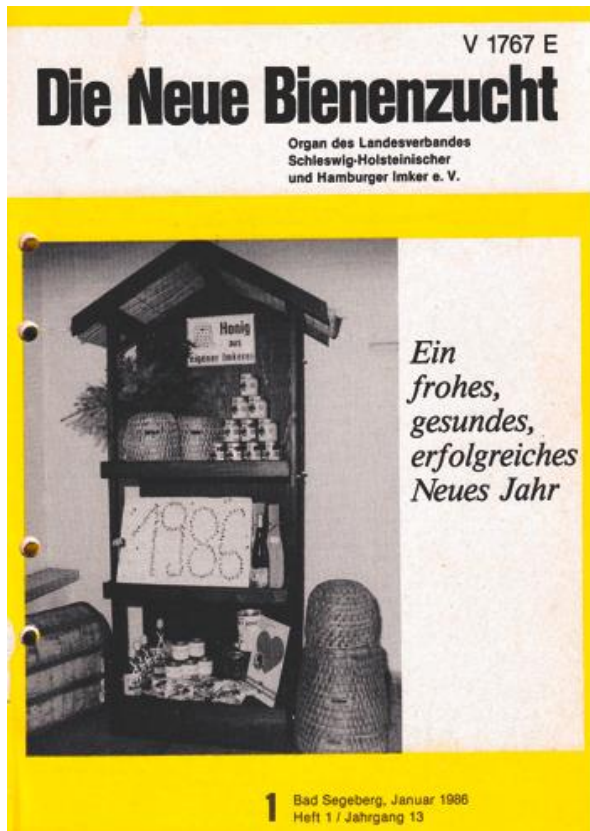 V 1767 E
Die Neue Bienenzucht
Organ des Landesverbandes
Schleswig-Holsteinischer
und Hamburger Imker e. V.
Honig
aus
eigener Imkerei
1986
Ein
frohes,
gesundes,
erfolgreiches
Neues Jahr
1 Bad Segeberg, Januar 1986
Heft 1 / Jahrgang 13